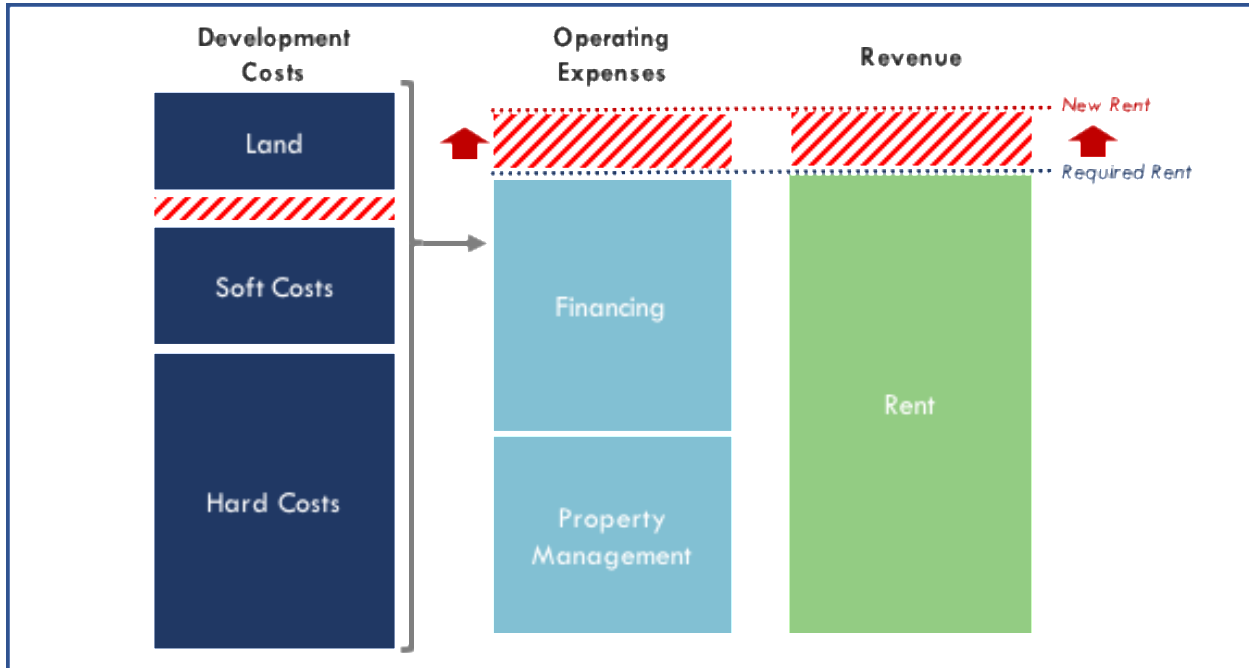 Development
Costs
Operating
Expenses
Revenue
New Rent
Required Rent
Land
Soft Costs
Hard Costs
Financing
Property
Management
Rent